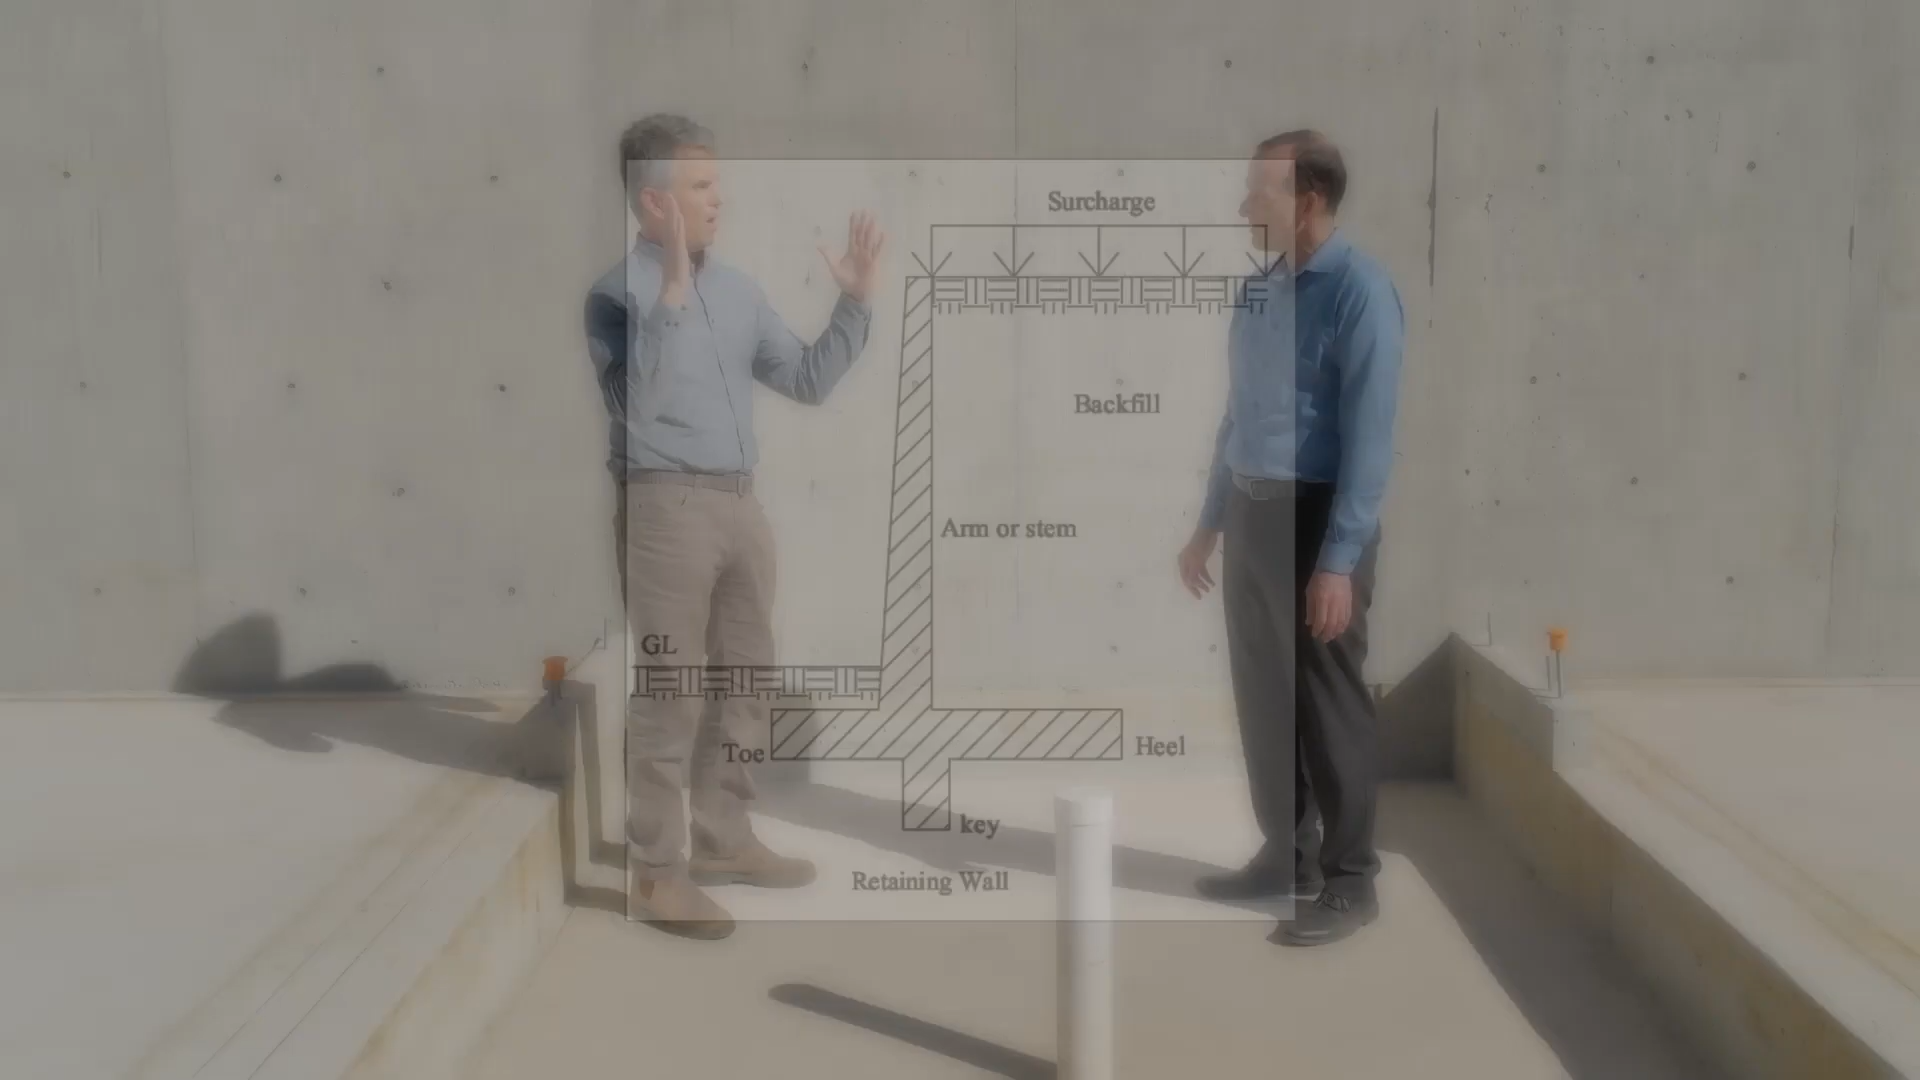 Surcharge
Backfill
Arm or stem
GL
Toe
Heel
key
Retaining Wall